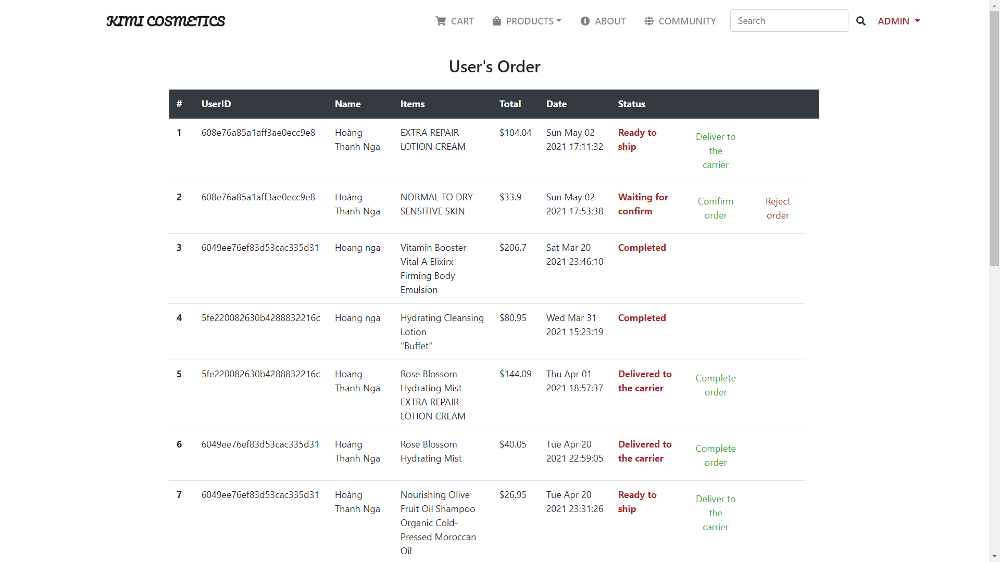 KIMI COSMETICS
CART
PRODUCTS
ABOUT
COMMUNITY
Search
ADMIN
User's Order
# UserID Name Items Total Date Status
1 608e76a85a1aff3ae0ecc9e8 Hoàng EXTRA REPAIR $104.04 Sun May 02 Ready to Deliver to
Thanh Nga LOTION CREAM 2021 17:11:32 ship the
carrier
2 608e76a85a1aff3ae0ecc9e8 Hoàng NORMAL TO DRY $33.9 Sun May 02 Waiting for Comfirm Reject
Thanh Nga SENSITIVE SKIN 2021 17:53:38 confirm order order
3 6049ee76ef83d53cac335d31 Hoang nga Vitamin Booster $206.7 Sat Mar 20 Completed
Vital A Elixirx 2021 23:46:10
Firming Body
Emulsion
4 5fe220082630b4288832216c Hoang nga Hydrating Cleansing $80.95 Wed Mar 31 Completed
Lotion 2021 15:23:19
"Buffet"
5 5fe220082630b4288832216c Hoang Rose Blossom $144.09 Thu Apr 01 Delivered to Complete
Thanh Nga Hydrating Mist 2021 18:57:37 the carrier order
EXTRA REPAIR
LOTION CREAM
6 6049ee76ef83d53cac335d31 Hoàng Rose Blossom $40.05 Tue Apr 20 Delivered to Complete
Thanh Nga Hydrating Mist 2021 22:59:05 the carrier order
7 6049ee76ef83d53cac335d31 Hoàng Nourishing Olive $26.95 Tue Apr 20 Ready to Deliver to
Thanh Nga Fruit Oil Shampoo 2021 23:31:26 ship the
Organic Cold- carrier
Pressed Moroccan
Oil